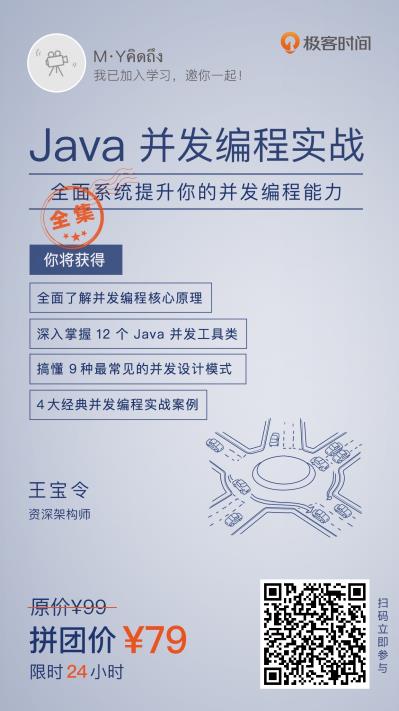 M·Yคิดถึง
我已加入学习，邀你一起！
极客时间
Java 并发编程实战
全面系统提升你的并发编程能力
全集
你将获得
全面了解并发编程核心原理
深入掌握 12 个 Java 并发工具类
搞懂 9 种最常见的并发设计模式
4 大经典并发编程实战案例
王宝令
资深架构师
原价¥99
拼团价 ¥79
限时 24 小时
扫码立即参与